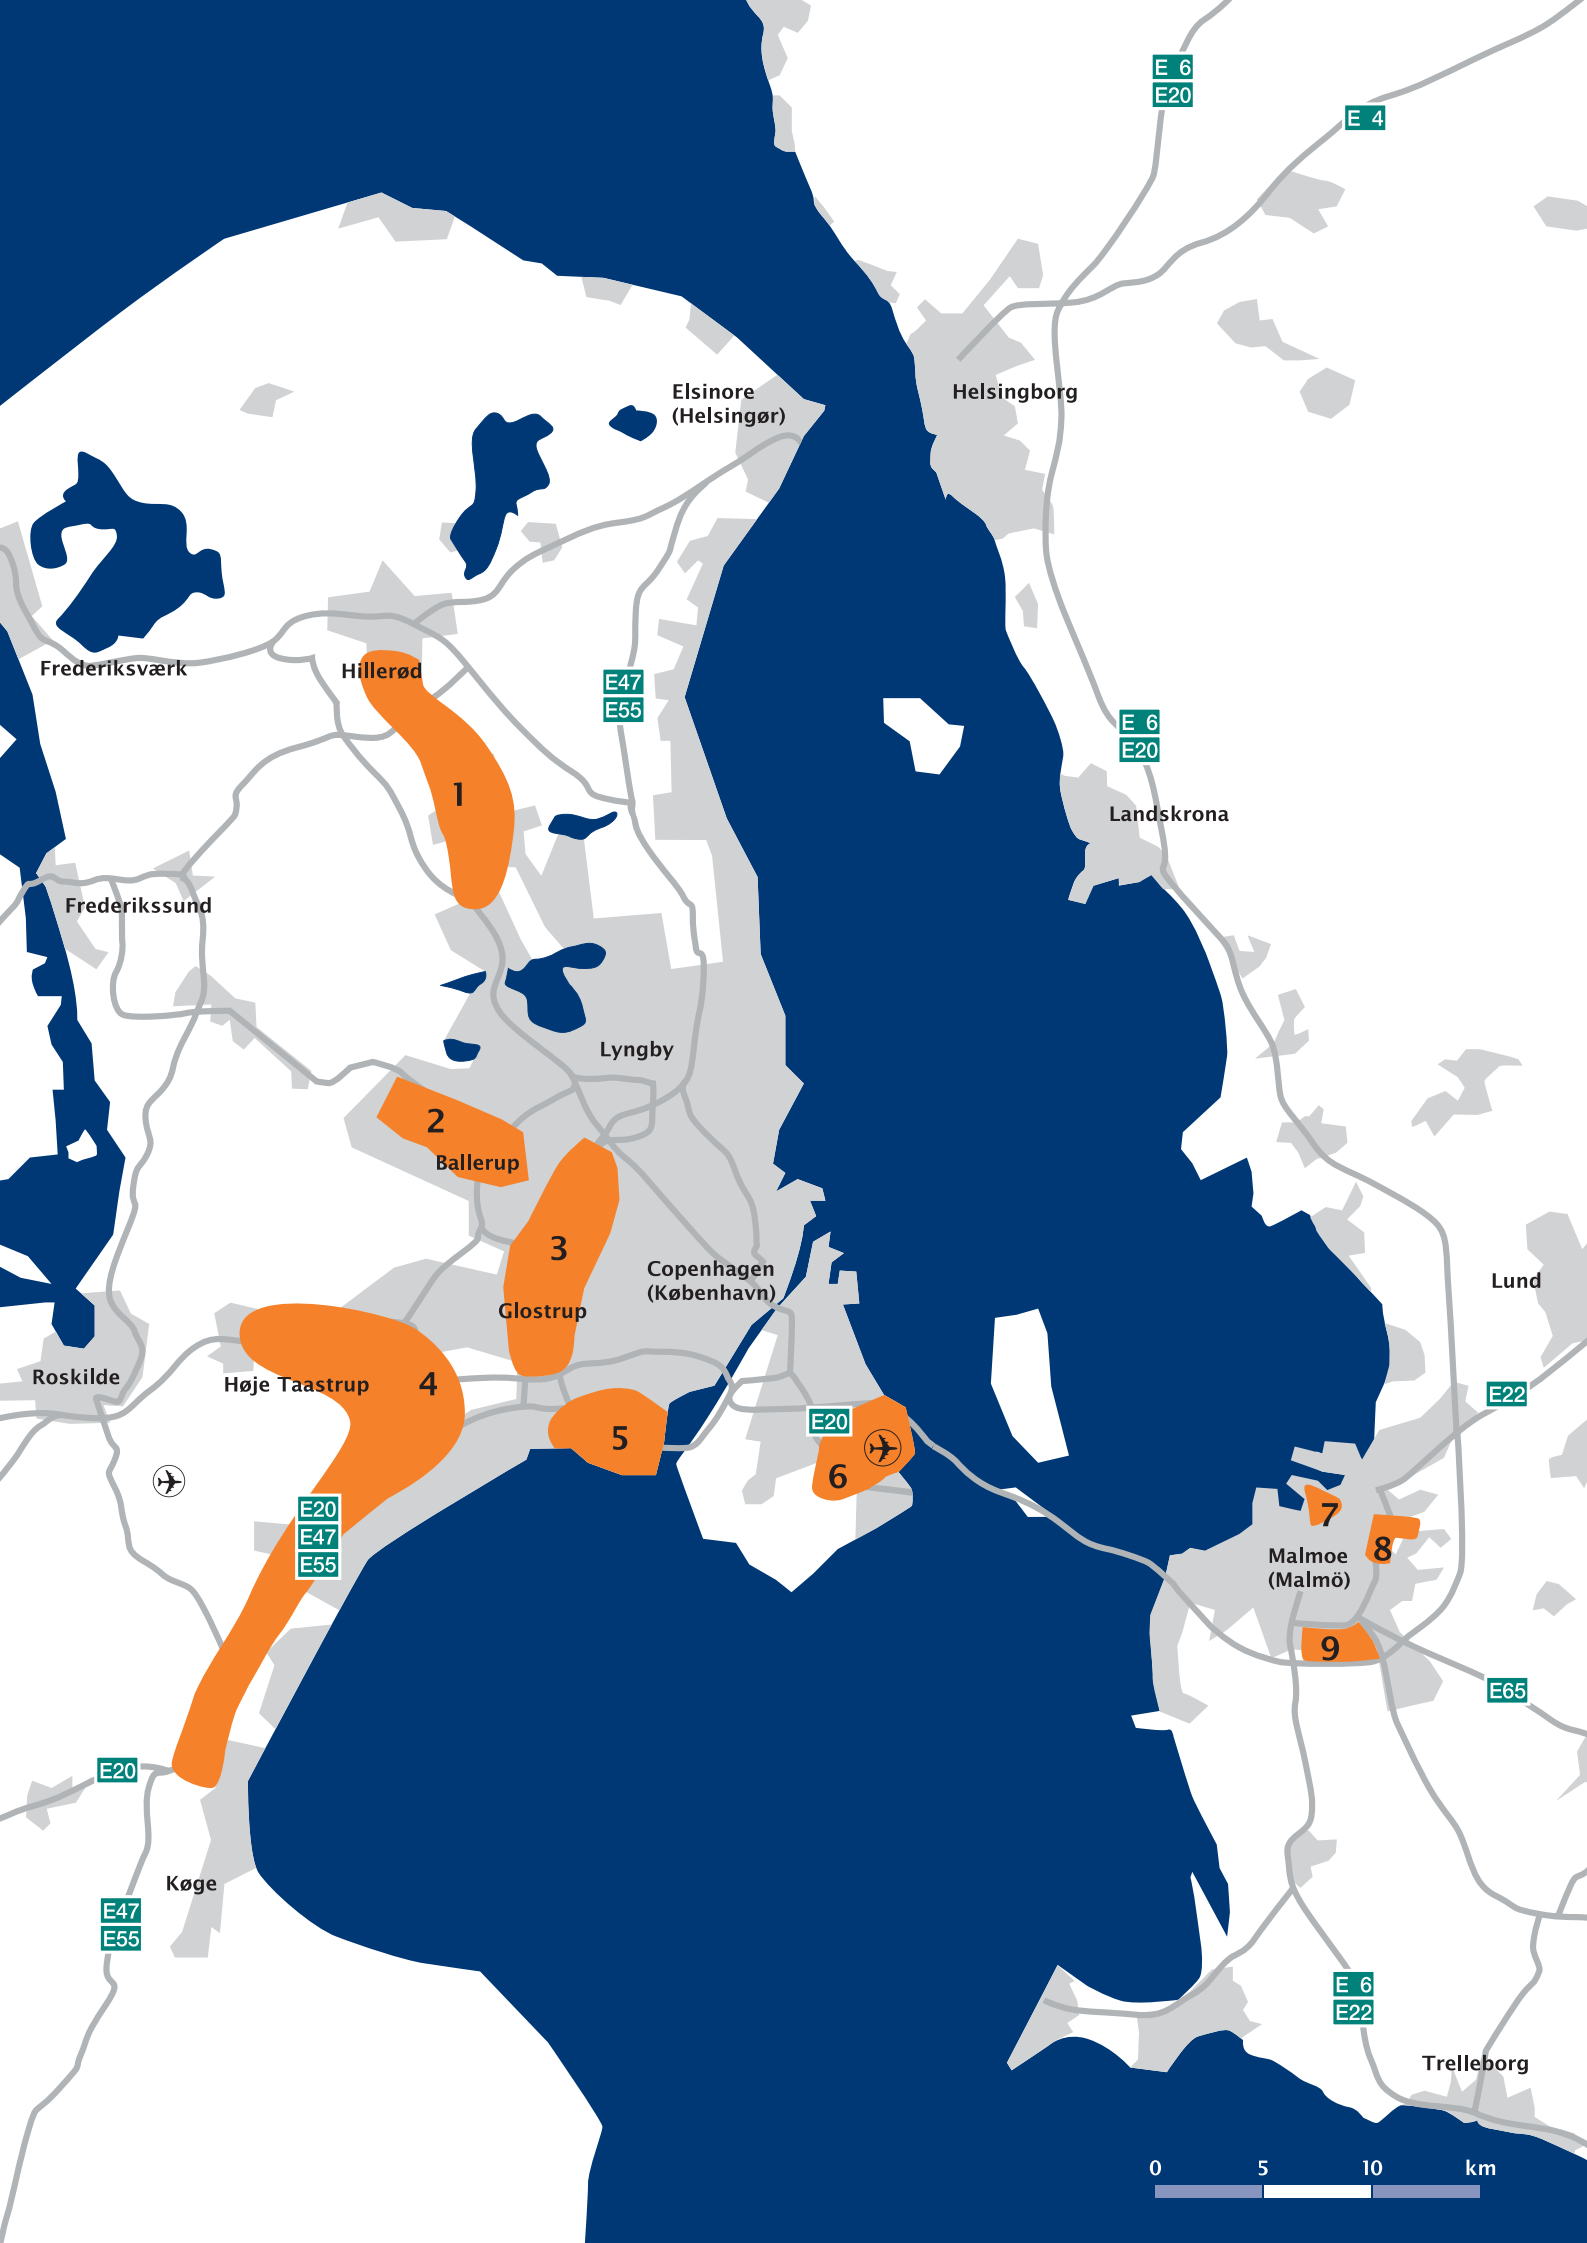 E 6
E20
E 4
Elsinore
(Helsingør)
Helsingborg
Frederiksværk
Hillerød
E47
E55
E 6
E20
1
Landskrona
Frederikssund
Lyngby
2
Ballerup
3
Copenhagen
(København)
Lund
Glostrup
Roskilde
Høje Taastrup
4
E22
E20
5
6
E20
E47
E55
7
8
Malmoe
(Malmö)
9
E65
E20
Køge
E47
E55
E 6
E22
Trelleborg
0 5 10 km